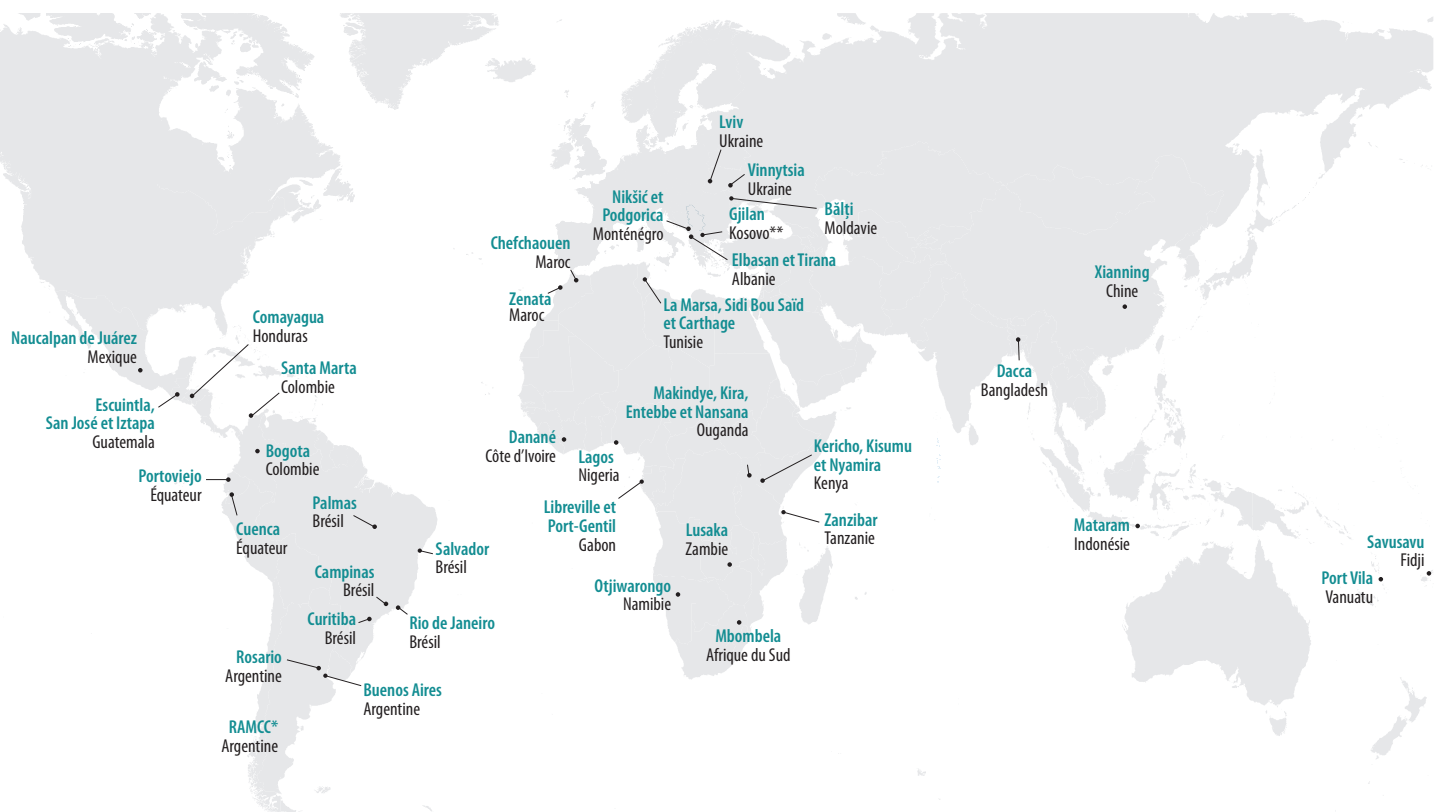 Lviv
Ukraine
Vinnytsia
Ukraine
Nikšić et
Podgorica
Monténégro
Gjilan
Kosovo**
Bălți
Moldavie
Chefchaouen
Maroc
Elbasan et Tirana
Albanie
Xianning
Chine
Zenata
Maroc
La Marsa, Sidi Bou Saïd
et Carthage
Tunisie
Comayagua
Honduras
Naucalpan de Juárez
Mexique
Santa Marta
Colombie
Dacca
Bangladesh
Escuintla,
San José et Iztapa
Guatemala
Makindye, Kira,
Entebbe et Nansana
Ouganda
Danané
Côte d'Ivoire
Lagos
Nigeria
Kericho, Kisumu
et Nyamira
Kenya
Bogota
Colombie
Portoviejo
Équateur
Palmas
Brésil
Libreville et
Port-Gentil
Gabon
Cuenca
Équateur
Lusaka
Zambie
Zanzibar
Tanzanie
Mataram
Indonésie
Salvador
Brésil
Savusavu
Fidji
Campinas
Brésil
Otjiwarongo
Namibie
Port Vila
Vanuatu
Curitiba
Brésil
Rio de Janeiro
Brésil
Mbombela
Afrique du Sud
Rosario
Argentine
Buenos Aires
Argentine
RAMCC*
Argentine